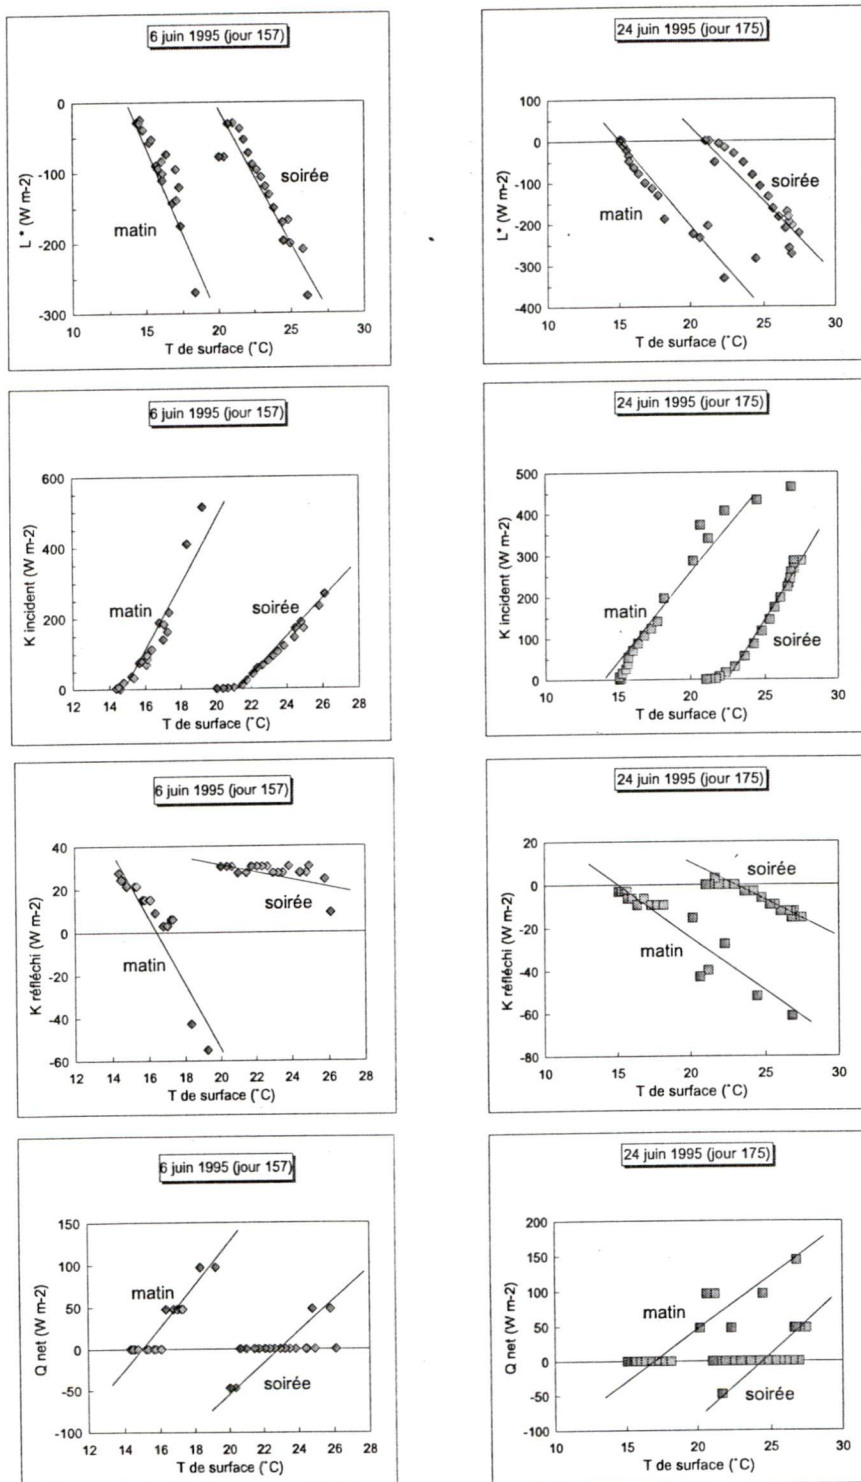 6 juin 1995 (jour 157)
0
-100
-200
-300
L * (W m-2)
matin
soirée
10 15 20 25 30
T de surface (˚C)
24 juin 1995 (jour 175)
100
0
-100
-200
-300
-400
L* (W m-2)
matin
soirée
10 15 20 25 30
T de surface (˚C)
6 juin 1995 (jour 157)
600
400
200
0
K incident (W m-2)
matin
soirée
14 16 18 20 22 24 26 28
12
T de surface (˚C)
24 juin 1995 (jour 175)
500
400
300
200
100
0
K incident (W m-2)
matin
soirée
10 15 20 25 30
T de surface (˚C)
6 juin 1995 (jour 157)
40
20
0
-20
-40
-60
K réfléchi (W m-2)
matin
soirée
12 14 16 18 20 22 24 26 28
T de surface (˚C)
24 juin 1995 (jour 175)
20
0
-20
-40
-60
-80
K réfléchi (W m-2)
matin
soirée
10 15 20 25 30
T de surface (˚C)
6 juin 1995 (jour 157)
150
100
50
0
-50
-100
Q net (W m-2)
matin
soirée
12 14 16 18 20 22 24 26 28
T de surface (˚C)
24 juin 1995 (jour 175)
200
150
100
50
0
-50
-100
Q net (W m-2)
matin
soirée
10 15 20 25 30
T de surface (˚C)